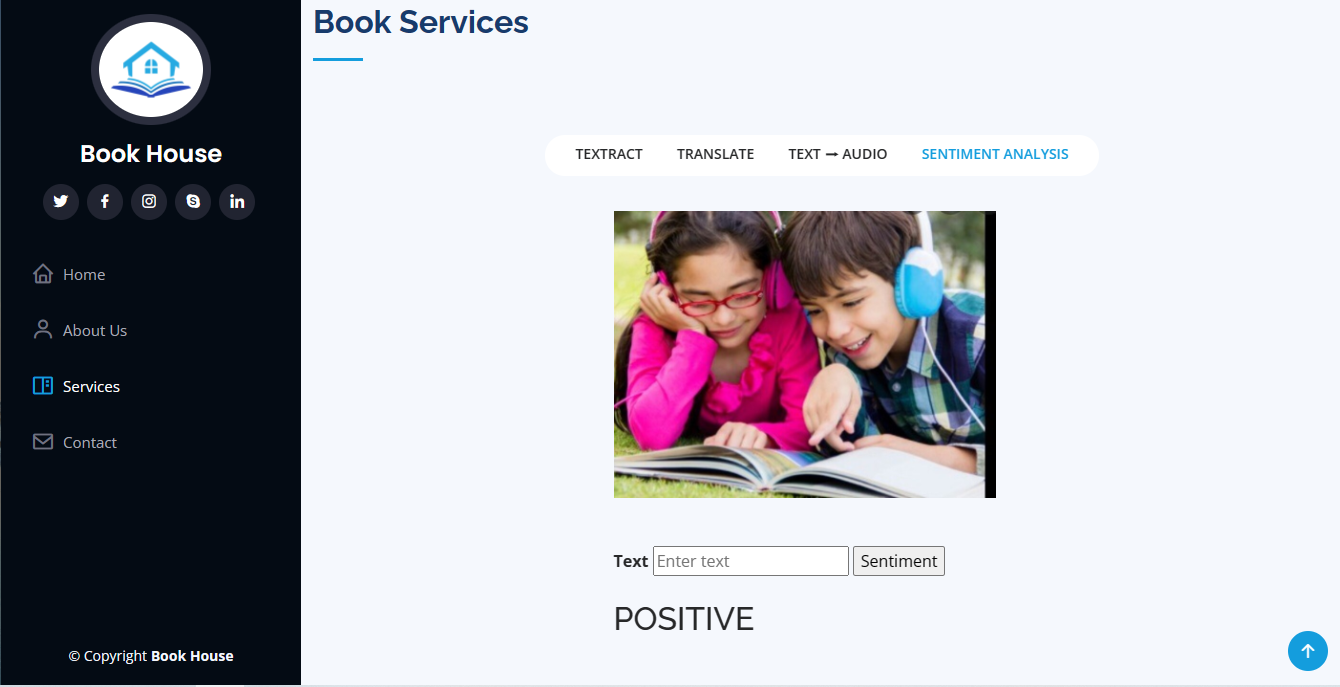 Book House
Home
About Us
Services
Contact
© Copyright Book House
Book Services
TEXTRACT
TRANSLATE
TEXT ➞ AUDIO
SENTIMENT ANALYSIS
Text Enter text Sentiment
POSITIVE